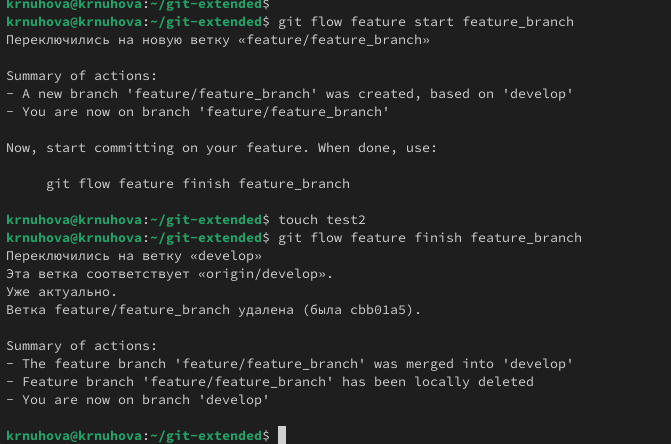 krnuhova@krnuhova:~/git-extended$
krnuhova@krnuhova:~/git-extended$ git flow feature start feature_branch
Переключились на новую ветку «feature/feature_branch»
Summary of actions:
- A new branch 'feature/feature_branch' was created, based on 'develop'
- You are now on branch 'feature/feature_branch'
Now, start committing on your feature. When done, use:
git flow feature finish feature_branch
krnuhova@krnuhova:~/git-extended$ touch test2
krnuhova@krnuhova:~/git-extended$ git flow feature finish feature_branch
Переключились на ветку «develop»
Эта ветка соответствует «origin/develop».
Уже актуально.
Ветка feature/feature_branch удалена (была cbb01a5).
Summary of actions:
- The feature branch 'feature/feature_branch' was merged into 'develop'
- Feature branch 'feature/feature_branch' has been locally deleted
- You are now on branch 'develop'
krnuhova@krnuhova:~/git-extended$